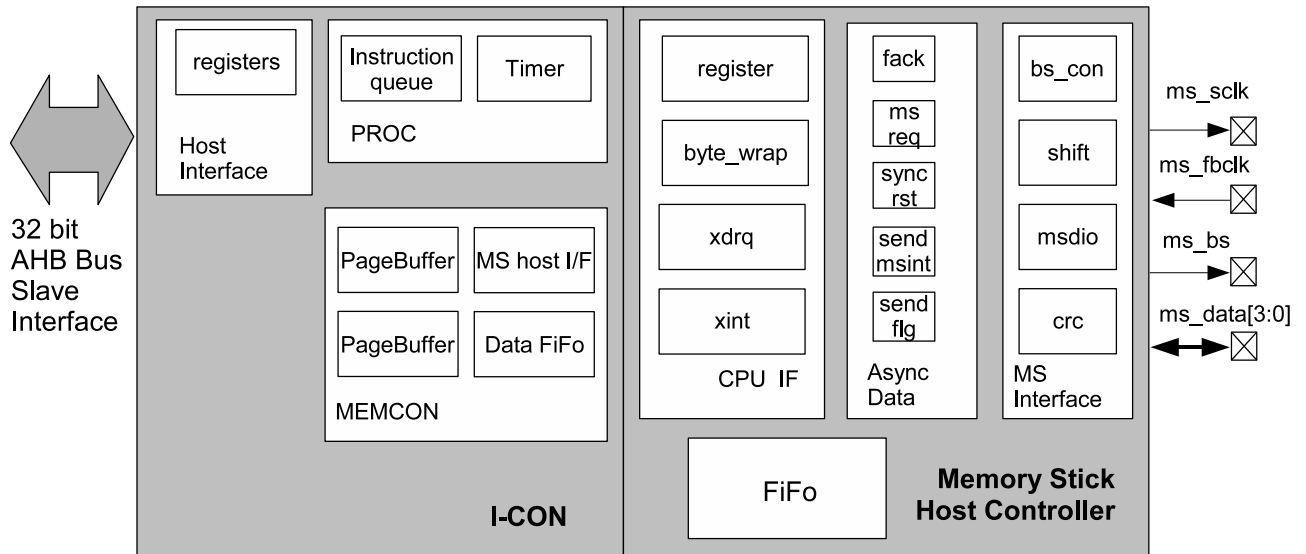 registers
Host
Interface
Instruction
queue
Timer
PROC
PageBuffer
MS host I/F
PageBuffer
Data FiFo
MEMCON
I-CON
32 bit
AHB Bus
Slave
Interface
register
byte_wrap
xdrq
xint
CPU IF
fack
ms
req
sync
rst
send
msint
send
flg
Async
Data
bs_con
shift
msdio
crc
MS
Interface
FiFo
Memory Stick
Host Controller
ms_sclk
ms_fbclk
ms_bs
ms_data[3:0]